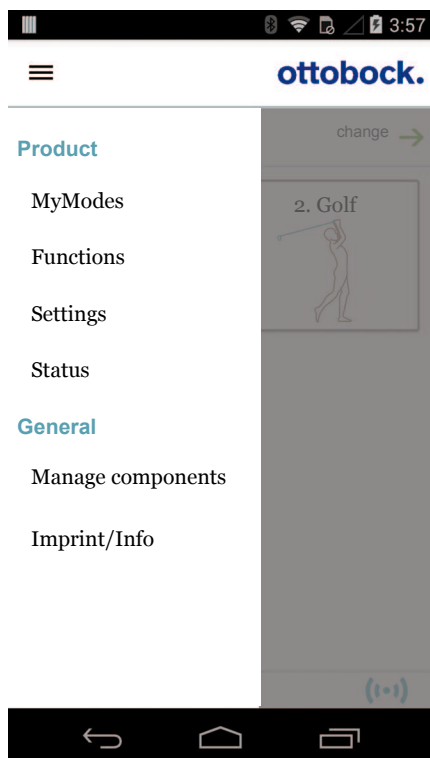 3:57
ottobock.
change
Product
MyModes
2. Golf
Functions
Settings
Status
General
Manage components
Imprint/Info